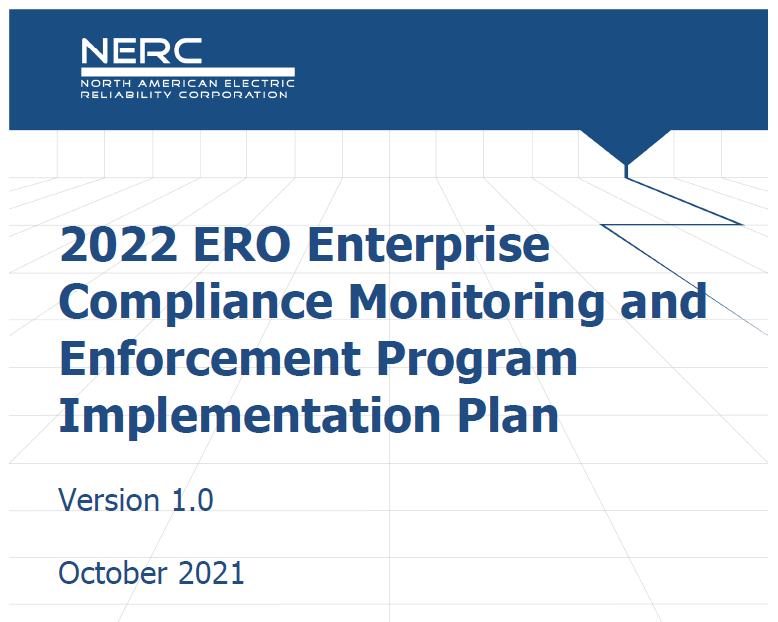 NERC
NORTH AMERICAN ELECTRIC
RELIABILITY CORPORATION
2022 ERO Enterprise
Compliance Monitoring and
Enforcement Program
Implementation Plan
Version 1.0
October 2021